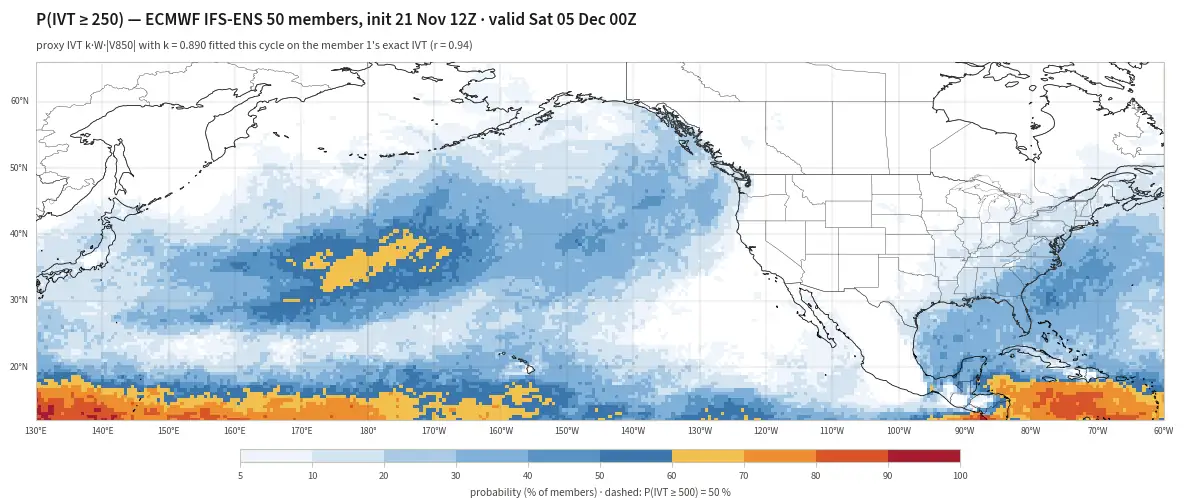 P(IVT ≥ 250) — ECMWF IFS-ENS 50 members, init 21 Nov 12Z · valid Sat 05 Dec 00Z
proxy IVT k·W·|V850| with k = 0.890 fitted this cycle on the member 1's exact IVT (r = 0.94)
60°N
50°N
40°N
30°N
20°N
130°E 140°E 150°E 160°E 170°E 180° 170°W 160°W 150°W 140°W 130°W 120°W 110°W 100°W 90°W 80°W 70°W 60°W
5 10 20 30 40 50 60 70 80 90 100
probability (% of members) · dashed: P(IVT ≥ 500) = 50 %